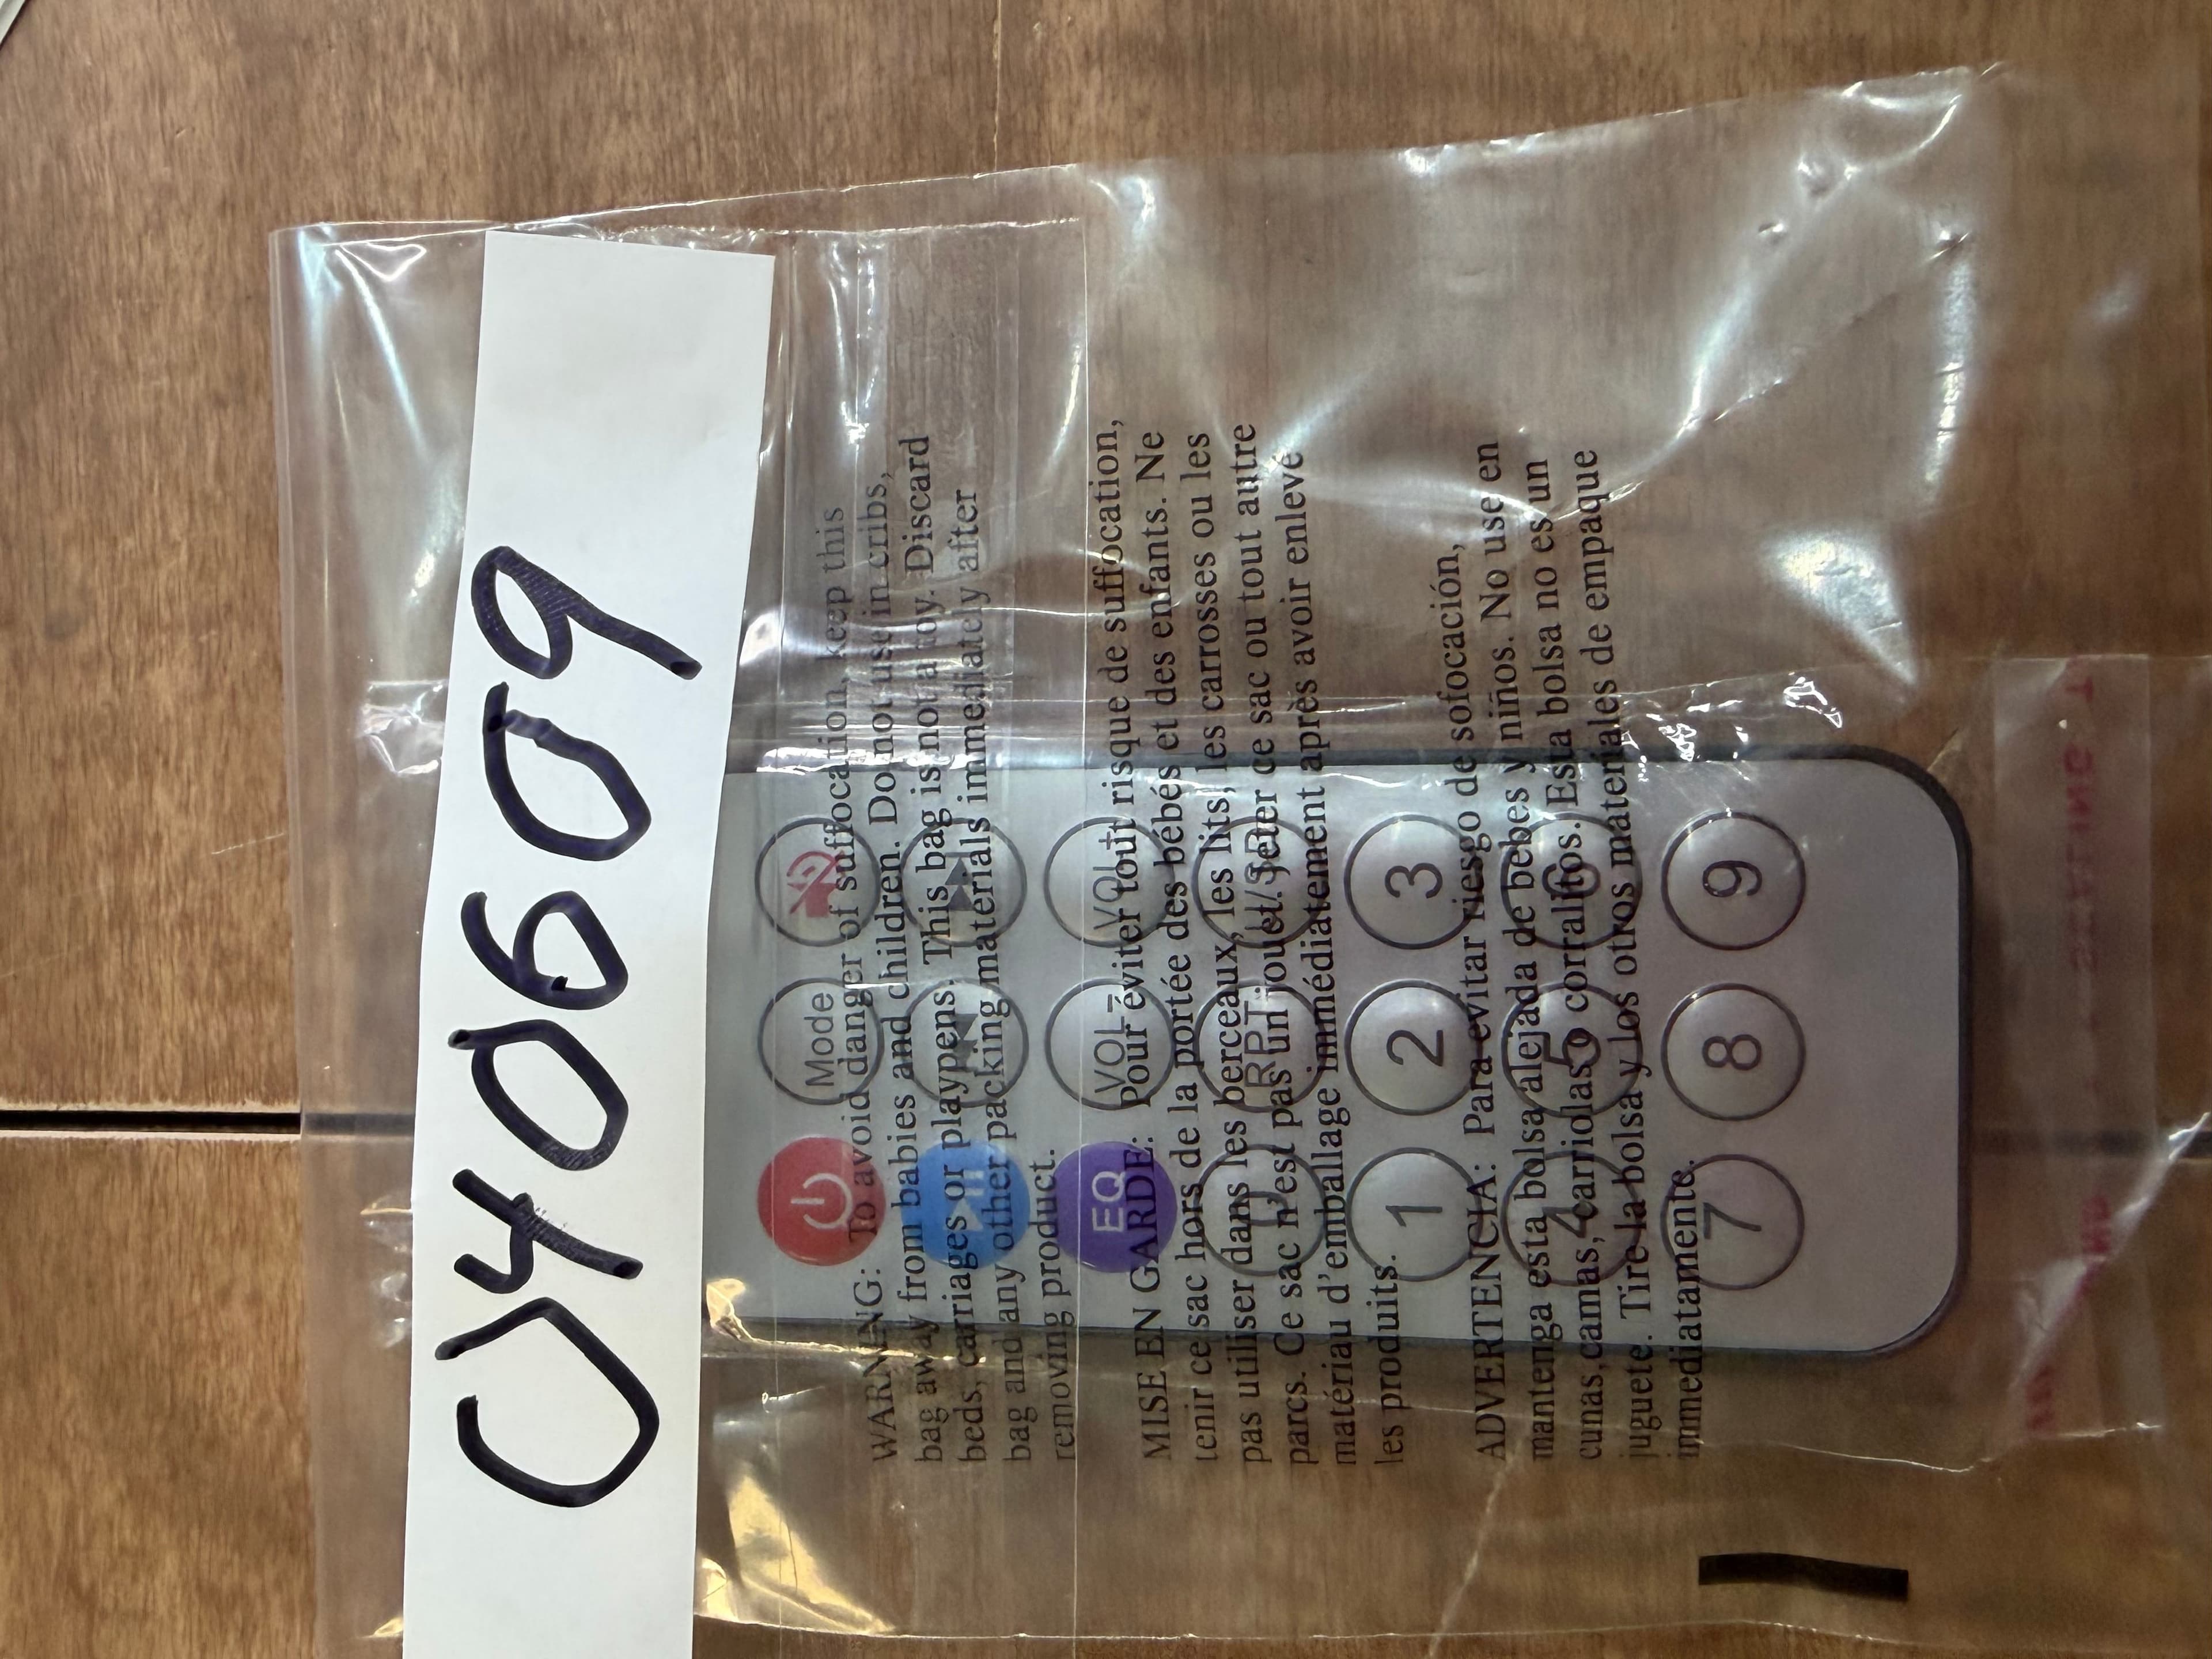 040609
Mode
VOL- VOL+
EQ
RPT U/SD
1 2 3
4 5 6
7 8 9
WARNING: To avoid danger of suffocation, keep this
bag away from babies and children. Do not use in cribs,
beds, carriages or playpens. This bag is not a toy. Discard
bag and any other packing materials immediately after
removing product.
MISE EN GARDE: Pour éviter tout risque de suffocation,
tenir ce sac hors de la portée des bébés et des enfants. Ne
pas utiliser dans les berceaux, les lits, les carrosses ou les
parcs. Ce sac n'est pas un jouet. Jeter ce sac ou tout autre
matériau d'emballage immédiatement après avoir enlevé
les produits.
ADVERTENCIA: Para evitar riesgo de sofocación,
mantenga esta bolsa alejada de bebes y niños. No use en
cunas, camas, carriolas o corralitos. Esta bolsa no es un
juguete. Tire la bolsa y los otros materiales de empaque
immediatamente.